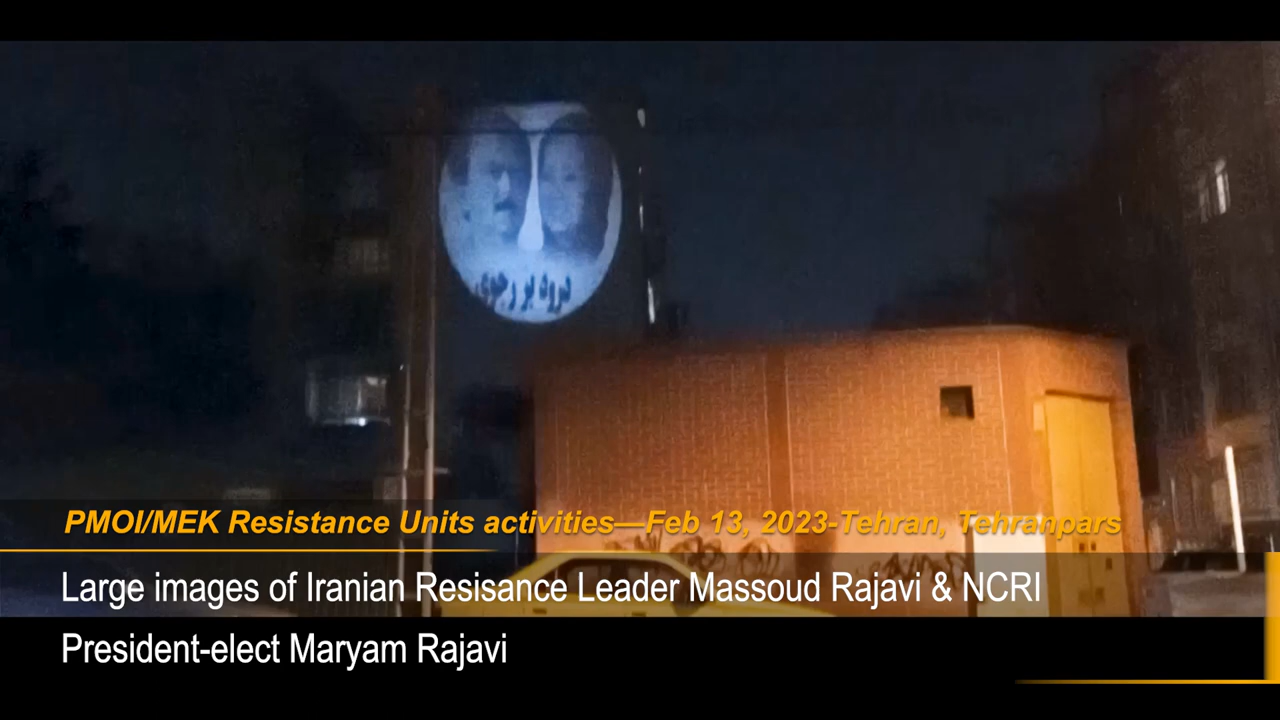 درود بر رجوی
PMOI/MEK Resistance Units activities—Feb 13, 2023-Tehran, Tehranpars
Large images of Iranian Resisance Leader Massoud Rajavi & NCRI
President-elect Maryam Rajavi